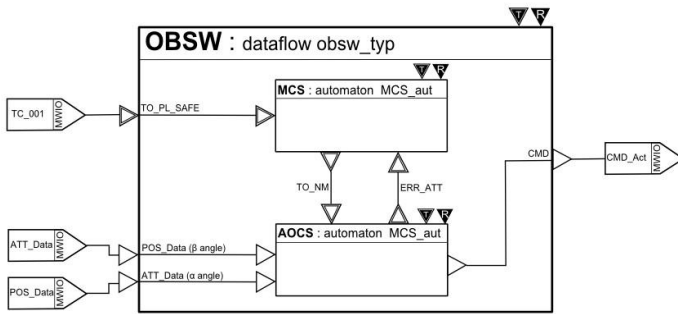 T R
OBSW : dataflow obsw_typ
T R
MCS : automaton MCS_aut
TC_001
MWIO
TO_PL_SAFE
CMD
CMD_Act
MWIO
TO_NM
ERR_ATT
T R
AOCS : automaton MCS_aut
ATT_Data
MWIO
POS_Data (β angle)
ATT_Data (α angle)
POS_Data
MWIO